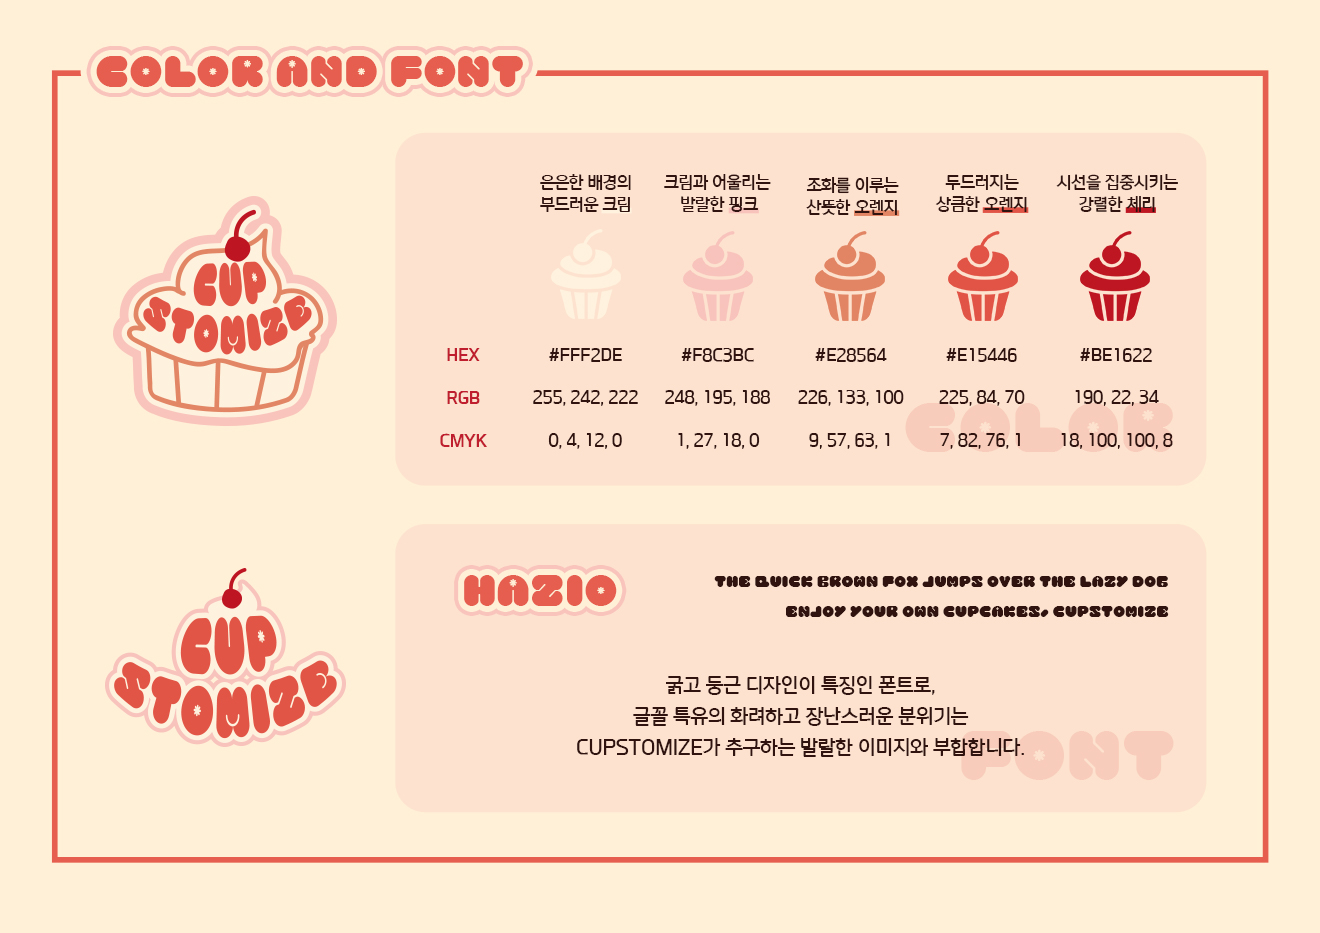 COLOR AND FONT
은은한 배경의
부드러운 크림
크림과 어울리는
발랄한 핑크
조화를 이루는
산뜻한 오렌지
두드러지는
상큼한 오렌지
시선을 집중시키는
강렬한 체리
CUP
STOMIZE
HEX #FFF2DE #F8C3BC #E28564 #E15446 #BE1622
RGB 255, 242, 222 248, 195, 188 226, 133, 100 225, 84, 70 190, 22, 34
CMYK 0, 4, 12, 0 1, 27, 18, 0 9, 57, 63, 1 7, 82, 76, 1 18, 100, 100, 8
COLOR
CUP
STOMIZE
HAZIO
THE QUICK BROWN FOX JUMPS OVER THE LAZY DOG
ENJOY YOUR OWN CUPCAKES, CUPSTOMIZE
굵고 둥근 디자인이 특징인 폰트로,
글꼴 특유의 화려하고 장난스러운 분위기는
CUPSTOMIZE가 추구하는 발랄한 이미지와 부합합니다.
FONT